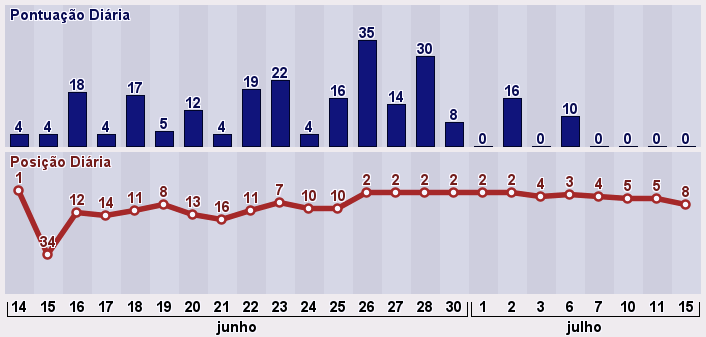 Pontuação Diária
4 4 18 4 17 5 12 4 19 22 4 16 35 14 30 8 0 16 0 10 0 0 0 0
Posição Diária
1 34 12 14 11 8 13 16 11 7 10 10 2 2 2 2 2 2 4 3 4 5 5 8
14 15 16 17 18 19 20 21 22 23 24 25 26 27 28 30 1 2 3 6 7 10 11 15
junho julho